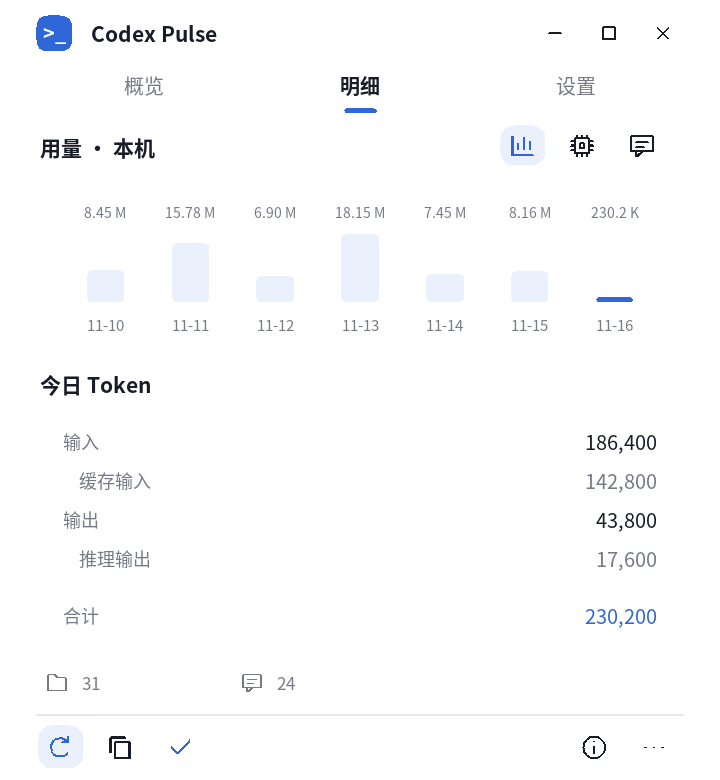 >_ Codex Pulse
概览 明细 设置
用量 · 本机
8.45 M 15.78 M 6.90 M 18.15 M 7.45 M 8.16 M 230.2 K
11-10 11-11 11-12 11-13 11-14 11-15 11-16
今日 Token
输入 186,400
缓存输入 142,800
输出 43,800
推理输出 17,600
合计 230,200
31 24